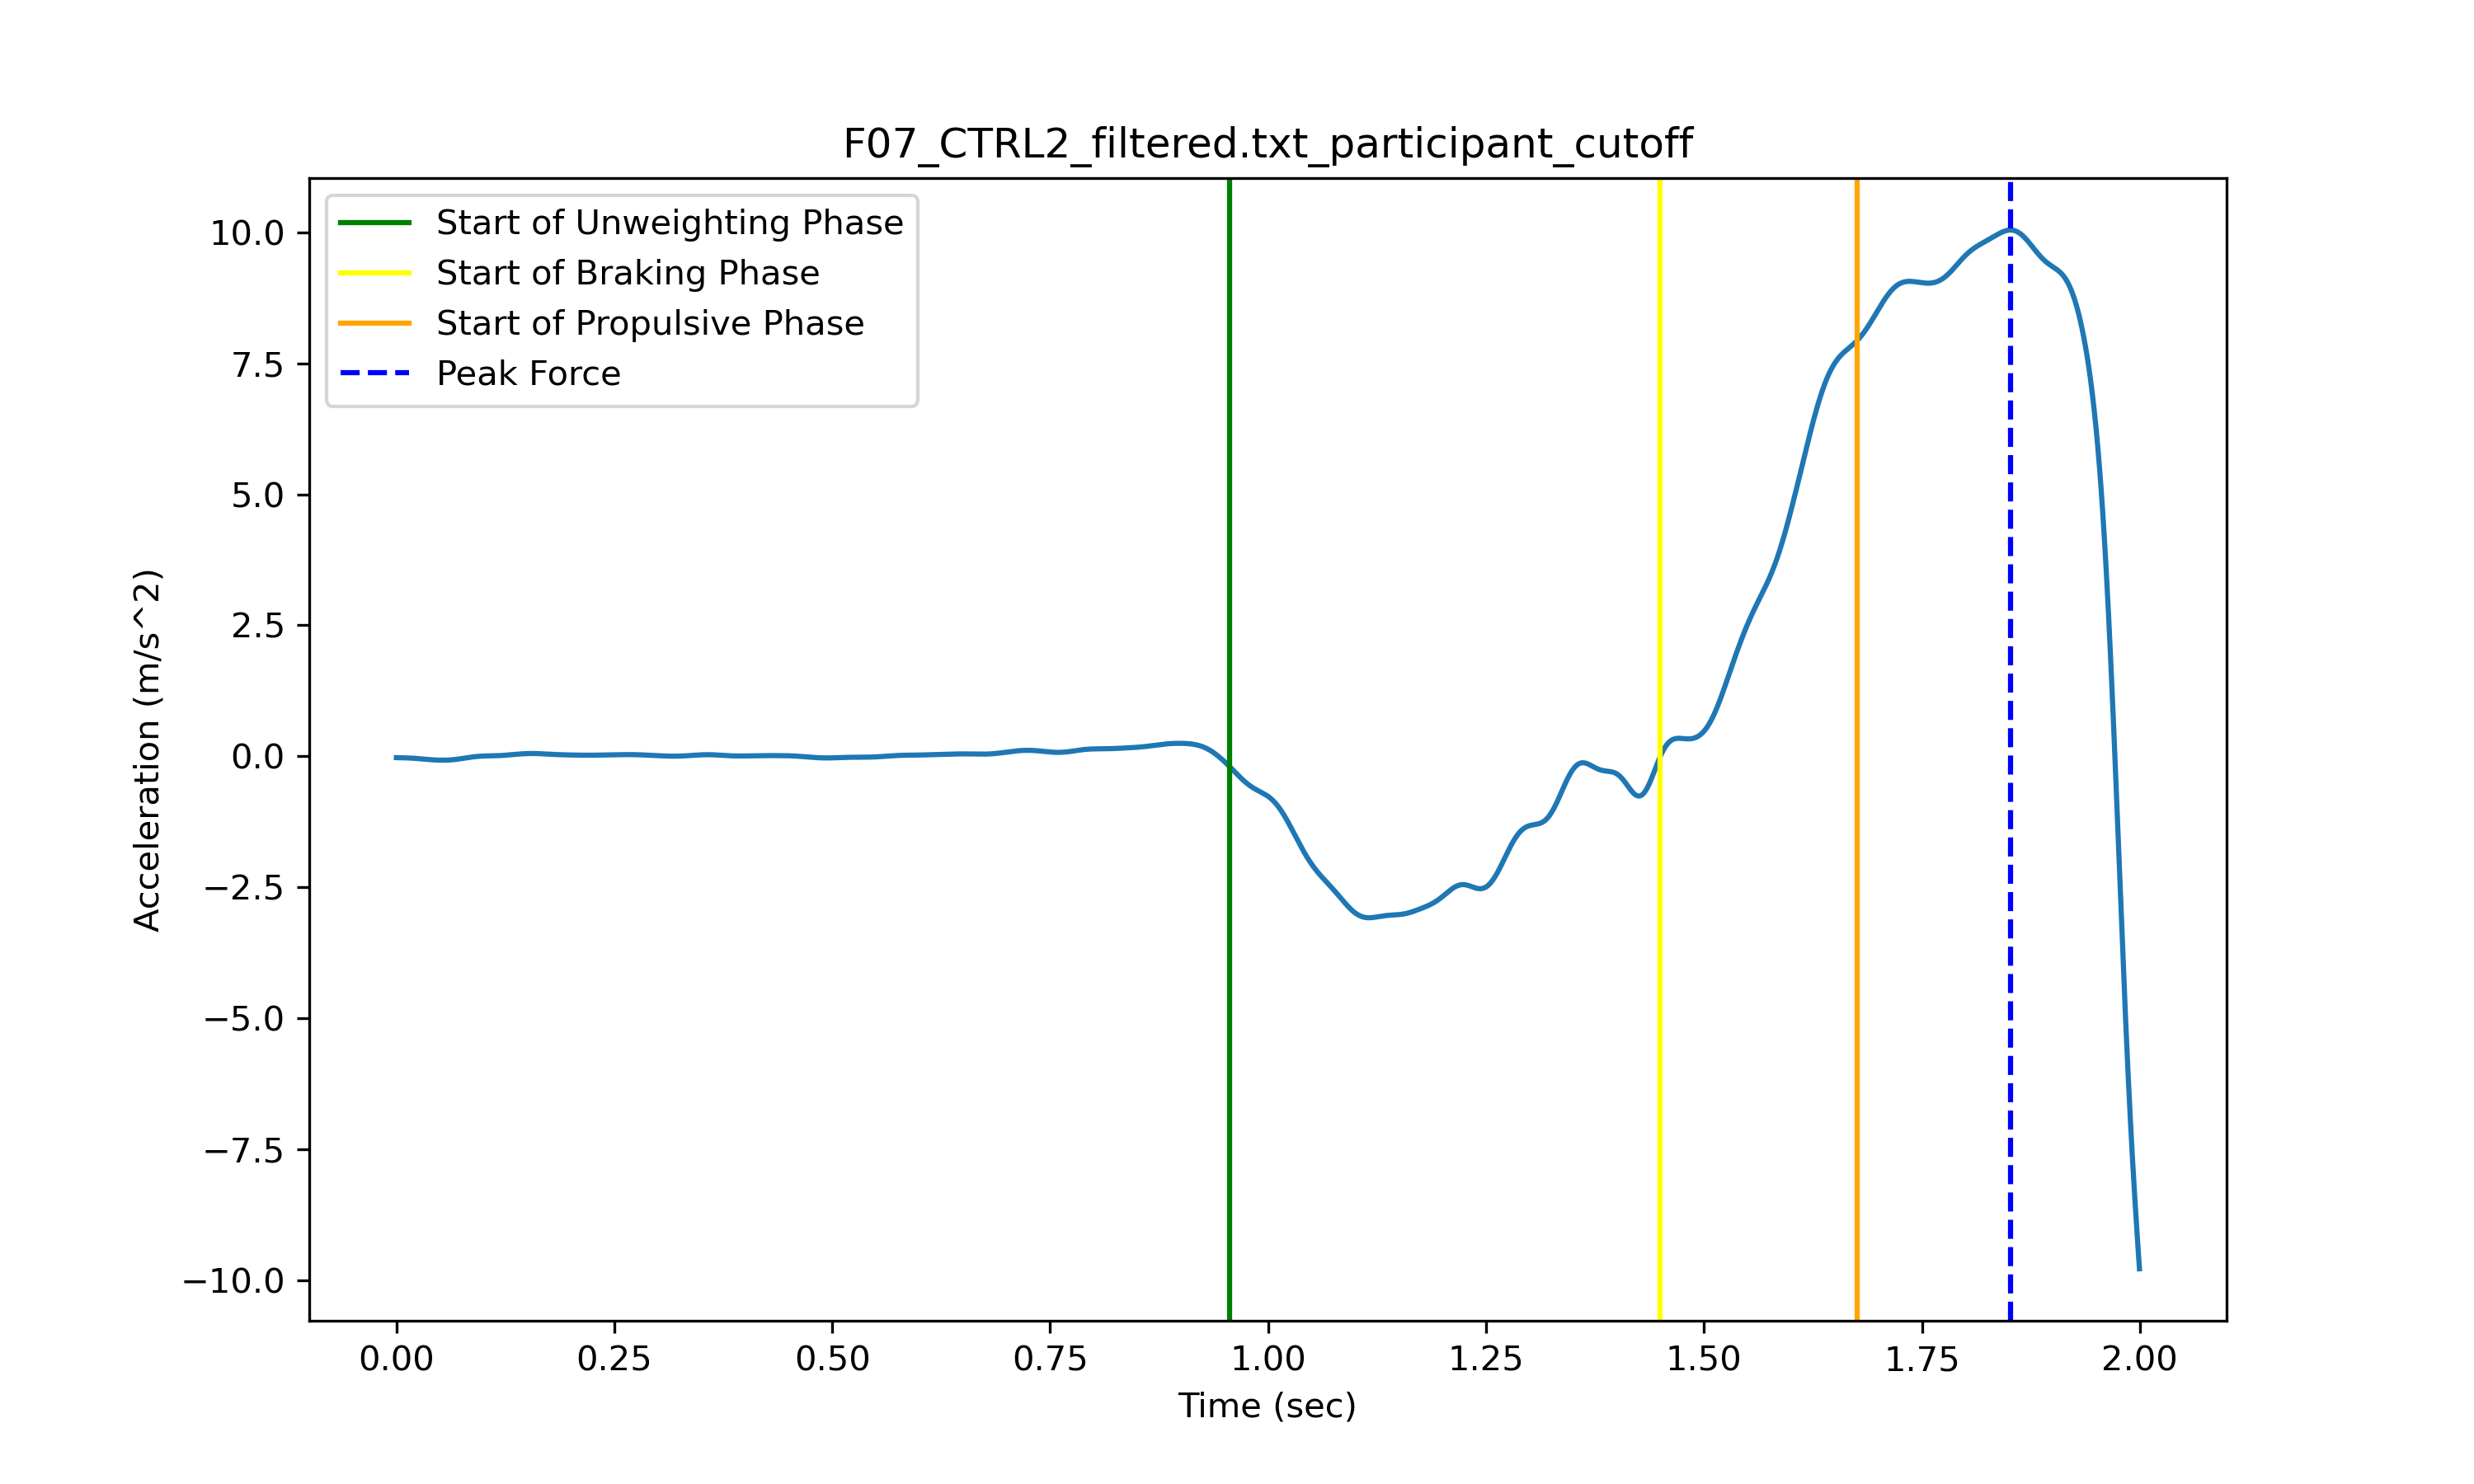 F07_CTRL2_filtered.txt_participant_cutoff
Start of Unweighting Phase
Start of Braking Phase
Start of Propulsive Phase
Peak Force
10.0
7.5
5.0
2.5
0.0
−2.5
−5.0
−7.5
−10.0
Acceleration (m/s^2)
0.00 0.25 0.50 0.75 1.00 1.25 1.50 1.75 2.00
Time (sec)